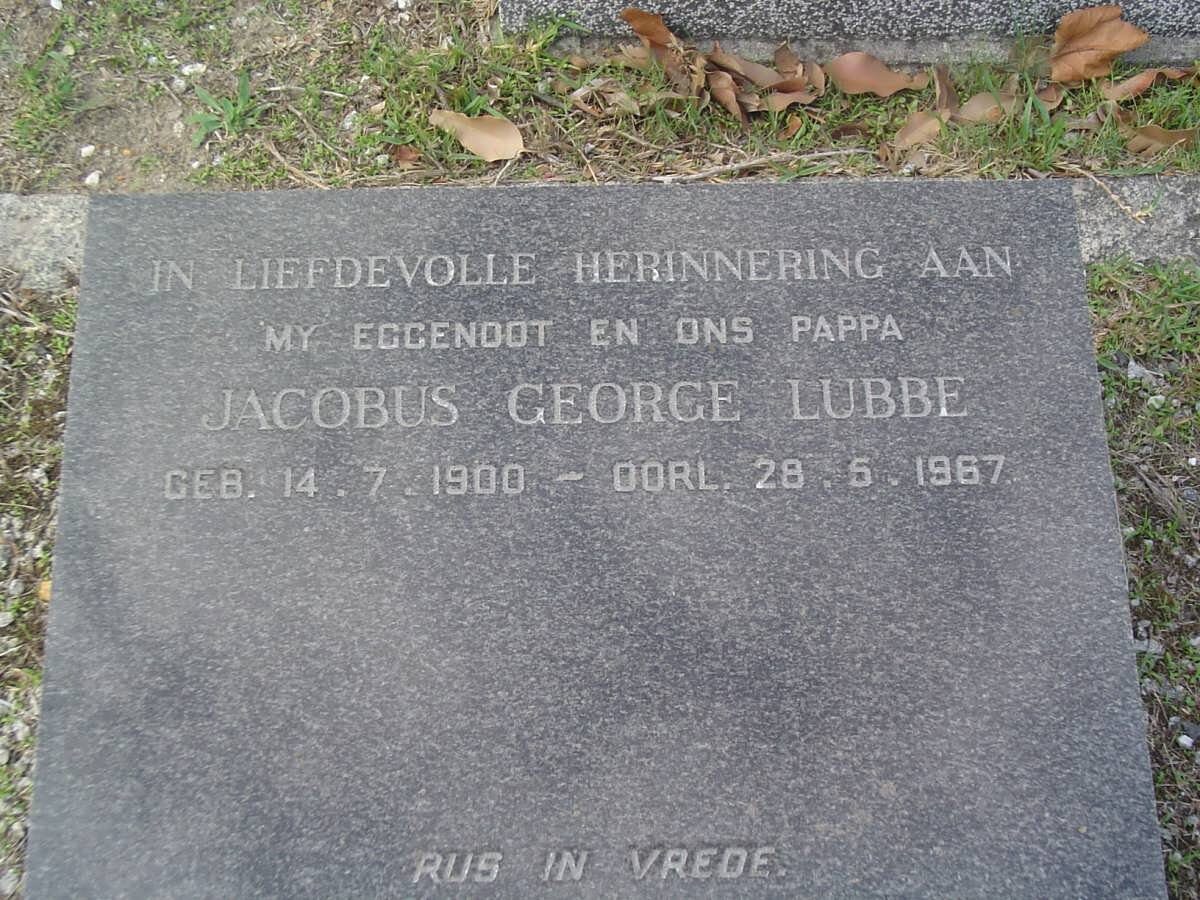 IN LIEFDEVOLLE HERINNERING AAN
MY EGGENOOT EN ONS PAPPA
JACOBUS GEORGE LUBBE
GEB. 14.7.1900 – OORL. 28.6.1967.
RUS IN VREDE.